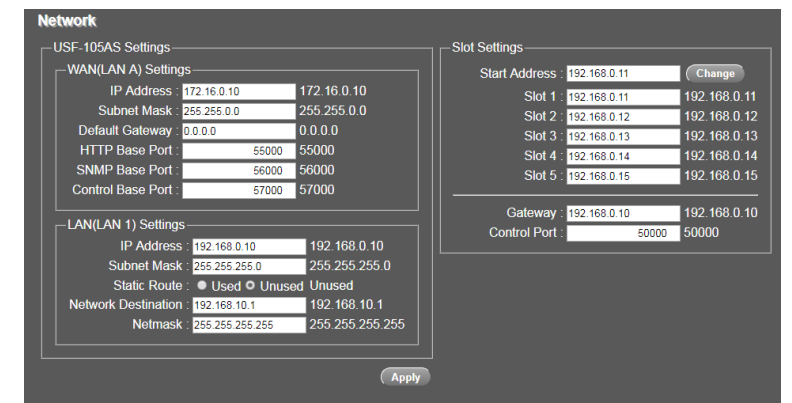 Network
USF-105AS Settings
WAN(LAN A) Settings
IP Address : 172.16.0.10 172.16.0.10
Subnet Mask : 255.255.0.0 255.255.0.0
Default Gateway : 0.0.0.0 0.0.0.0
HTTP Base Port : 55000 55000
SNMP Base Port : 56000 56000
Control Base Port : 57000 57000
LAN(LAN 1) Settings
IP Address : 192.168.0.10 192.168.0.10
Subnet Mask : 255.255.255.0 255.255.255.0
Static Route : Used Unused Unused
Network Destination : 192.168.10.1 192.168.10.1
Netmask : 255.255.255.255 255.255.255.255
Slot Settings
Start Address : 192.168.0.11 Change
Slot 1 : 192.168.0.11 192.168.0.11
Slot 2 : 192.168.0.12 192.168.0.12
Slot 3 : 192.168.0.13 192.168.0.13
Slot 4 : 192.168.0.14 192.168.0.14
Slot 5 : 192.168.0.15 192.168.0.15
Gateway : 192.168.0.10 192.168.0.10
Control Port : 50000 50000
Apply